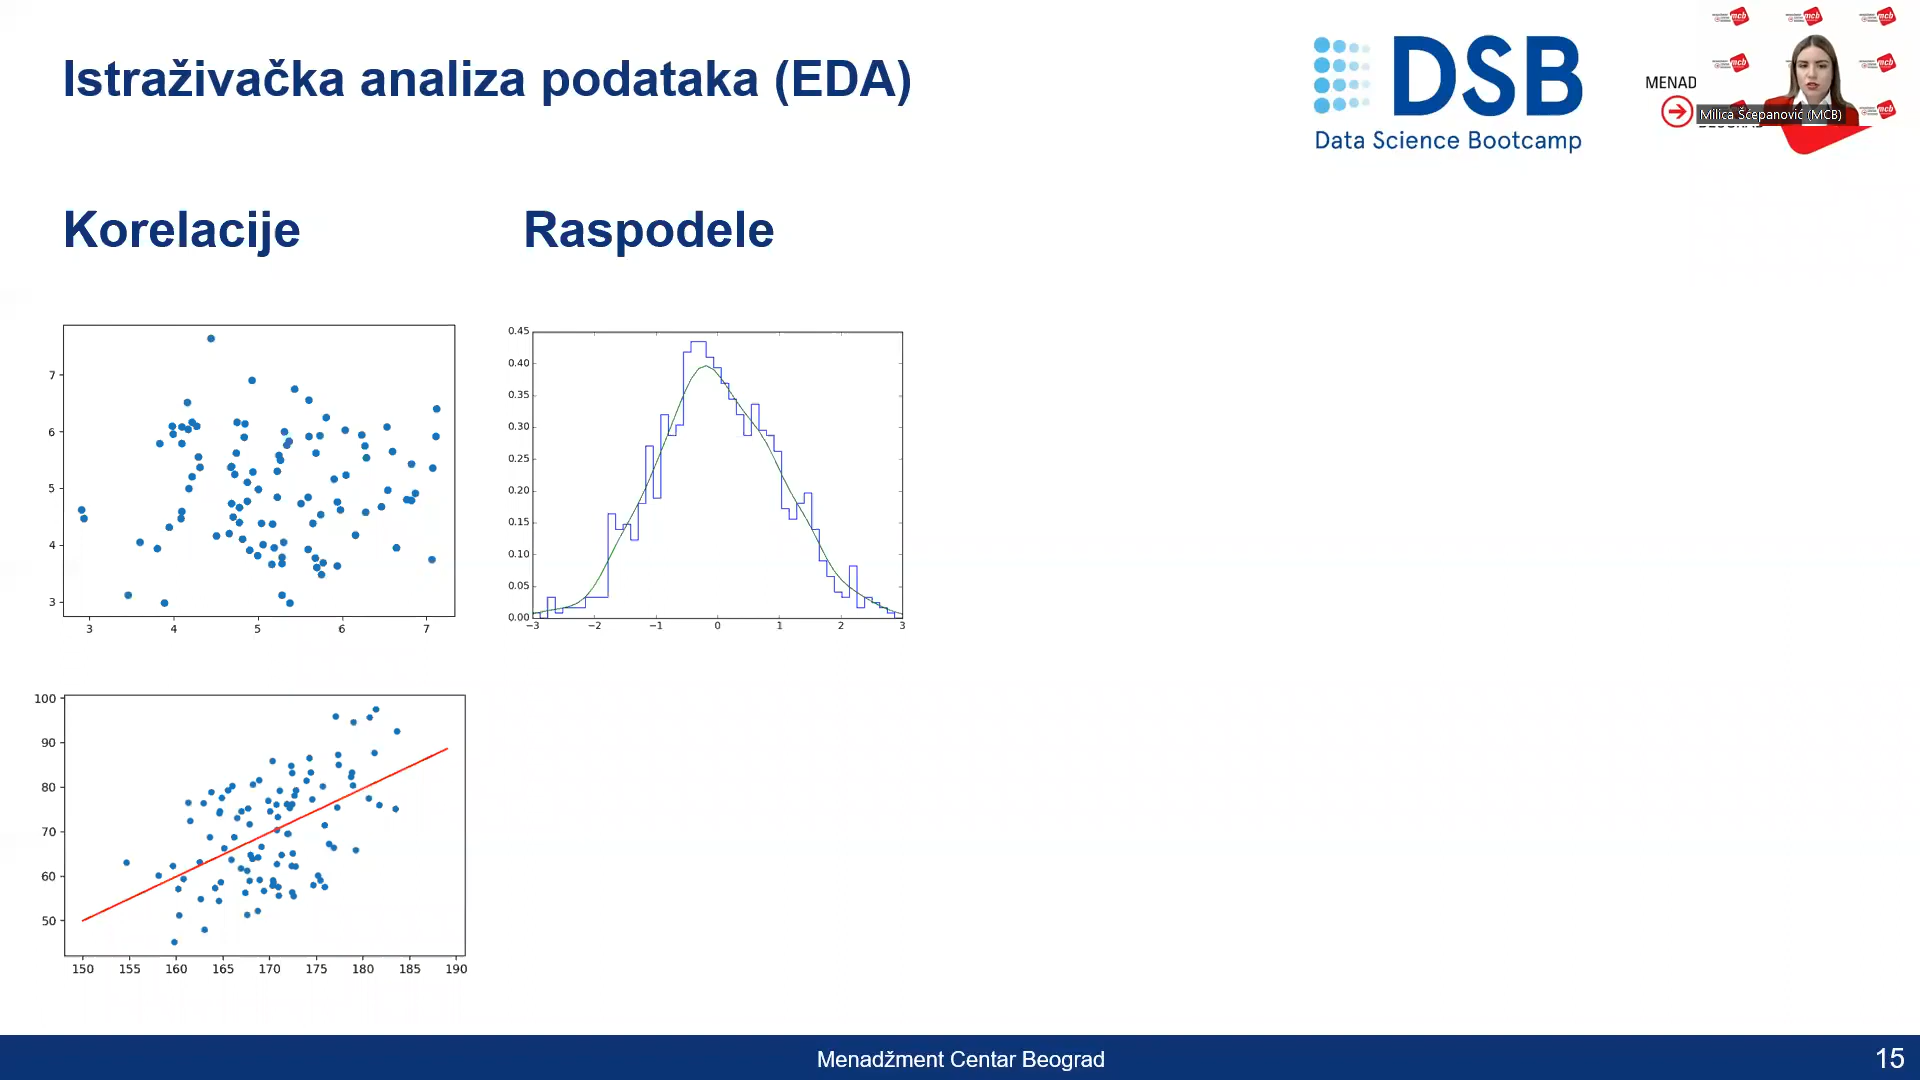 Istraživačka analiza podataka (EDA)
DSB
Data Science Bootcamp
MENAD
Milica Šćepanović (MCB)
Korelacije
Raspodele
7
6
5
4
3
3 4 5 6 7
0.45
0.40
0.35
0.30
0.25
0.20
0.15
0.10
0.05
0.00
−3 −2 −1 0 1 2 3
100
90
80
70
60
50
150 155 160 165 170 175 180 185 190
Menadžment Centar Beograd
15